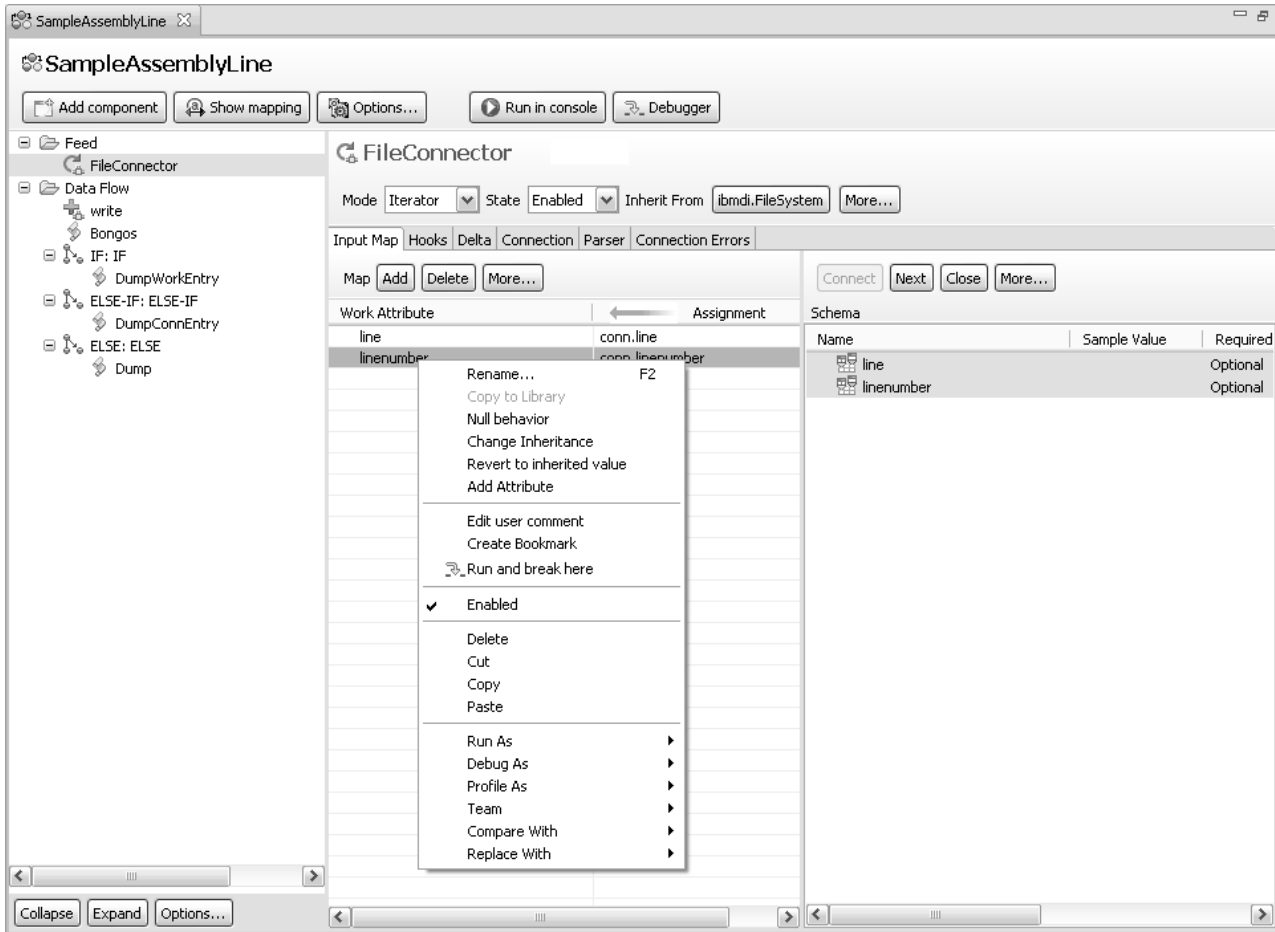 SampleAssemblyLine
SampleAssemblyLine
Add component Show mapping Options... Run in console Debugger
Feed
FileConnector
Data Flow
write
Bongos
IF: IF
DumpWorkEntry
ELSE-IF: ELSE-IF
DumpConnEntry
ELSE: ELSE
Dump
Collapse Expand Options...
FileConnector
Mode Iterator State Enabled Inherit From ibmdi.FileSystem More...
Input Map Hooks Delta Connection Parser Connection Errors
Map Add Delete More...
Work Attribute Assignment
line conn.line
linenumber conn.linenumber
Rename... F2
Copy to Library
Null behavior
Change Inheritance
Revert to inherited value
Add Attribute
Edit user comment
Create Bookmark
Run and break here
Enabled
Delete
Cut
Copy
Paste
Run As
Debug As
Profile As
Team
Compare With
Replace With
Connect Next Close More...
Schema
Name Sample Value Required
line Optional
linenumber Optional